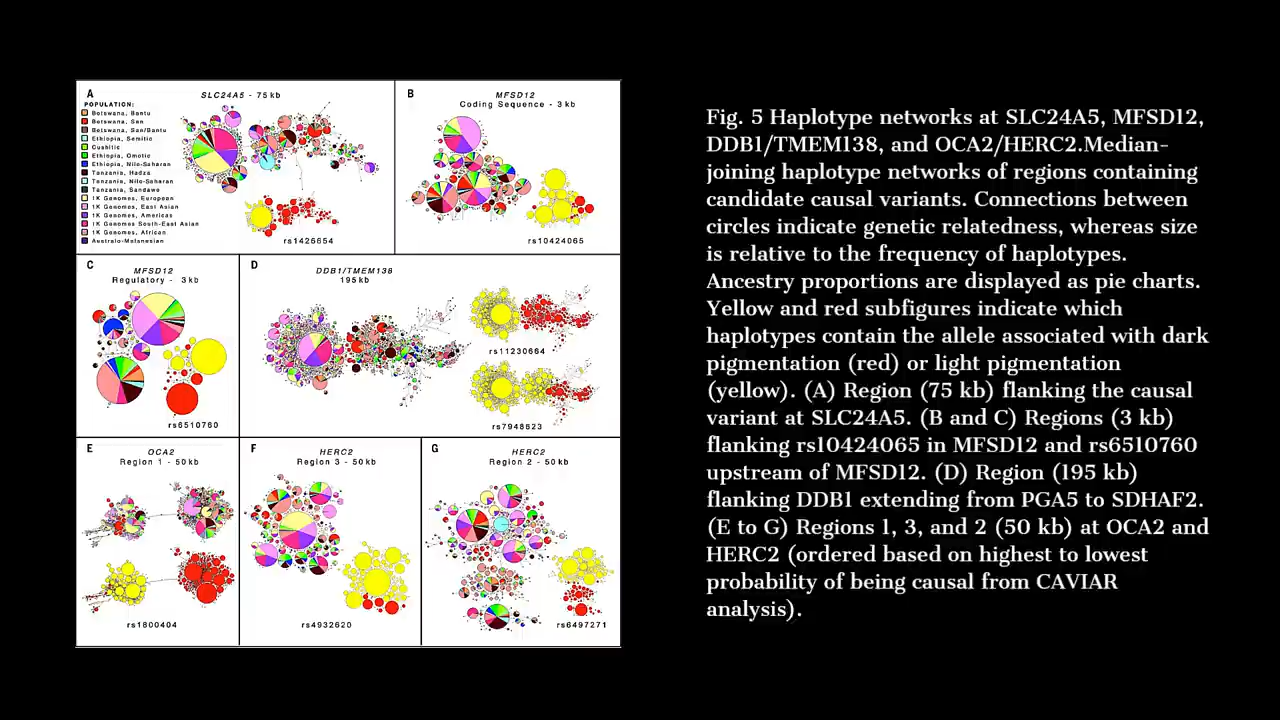 A
SLC24A5 - 75 kb
POPULATION:
Botswana, Bantu
Botswana, San
Botswana, San/Bantu
Ethiopia, Semitic
Cushitic
Ethiopia, Omotic
Ethiopia, Nilo-Saharan
Tanzania, Hadza
Tanzania, Nilo-Saharan
Tanzania, Sandawe
1K Genomes, European
1K Genomes, East Asian
1K Genomes, Americas
1K Genomes South-East Asian
1K Genomes, African
Australo-Melanesian
rs1426654
B
MFSD12
Coding Sequence - 3 kb
rs10424065
C
MFSD12
Regulatory - 3 kb
rs6510760
D
DDB1/TMEM138
195 kb
rs11230664
rs7948623
E
OCA2
Region 1 - 50 kb
rs1800404
F
HERC2
Region 3 - 50 kb
rs4932620
G
HERC2
Region 2 - 50 kb
rs6497271
Fig. 5 Haplotype networks at SLC24A5, MFSD12,
DDB1/TMEM138, and OCA2/HERC2.Median-
joining haplotype networks of regions containing
candidate causal variants. Connections between
circles indicate genetic relatedness, whereas size
is relative to the frequency of haplotypes.
Ancestry proportions are displayed as pie charts.
Yellow and red subfigures indicate which
haplotypes contain the allele associated with dark
pigmentation (red) or light pigmentation
(yellow). (A) Region (75 kb) flanking the causal
variant at SLC24A5. (B and C) Regions (3 kb)
flanking rs10424065 in MFSD12 and rs6510760
upstream of MFSD12. (D) Region (195 kb)
flanking DDB1 extending from PGA5 to SDHAF2.
(E to G) Regions 1, 3, and 2 (50 kb) at OCA2 and
HERC2 (ordered based on highest to lowest
probability of being causal from CAVIAR
analysis).